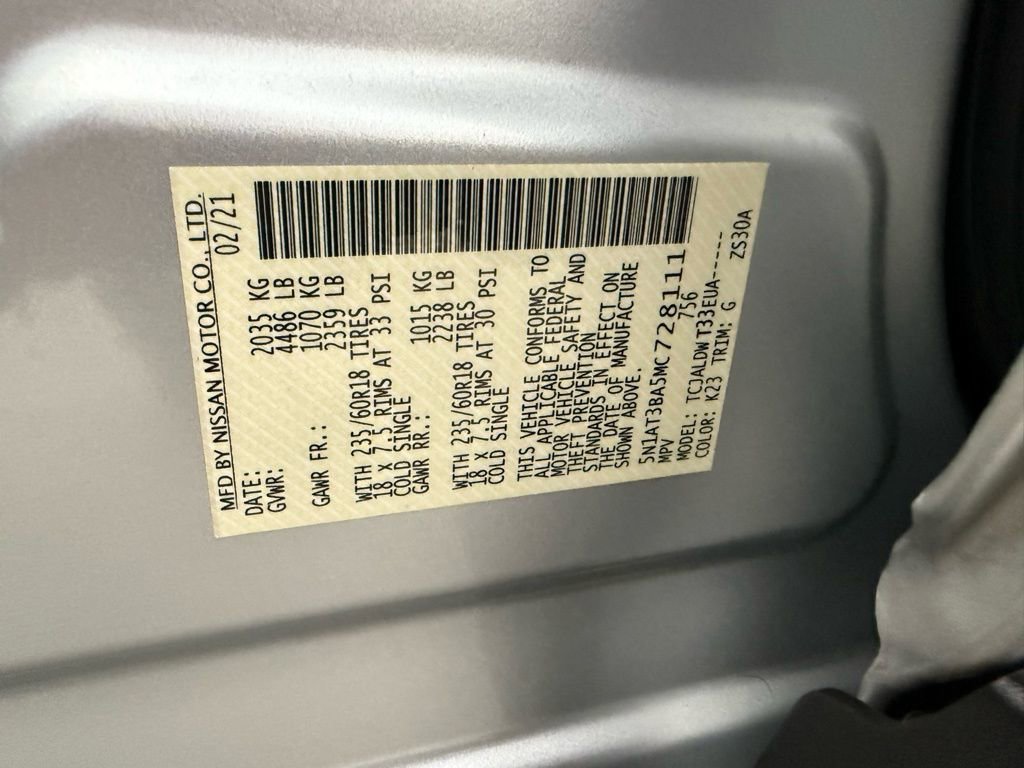 MFD BY NISSAN MOTOR CO., LTD.
DATE: 02/21
GVWR: 2035 KG
4486 LB
GAWR FR.: 1070 KG
2359 LB
WITH 235/60R18 TIRES
18 X 7.5 RIMS AT 33 PSI
COLD SINGLE
GAWR RR.: 1015 KG
2238 LB
WITH 235/60R18 TIRES
18 X 7.5 RIMS AT 30 PSI
COLD SINGLE
THIS VEHICLE CONFORMS TO
ALL APPLICABLE FEDERAL
MOTOR VEHICLE SAFETY AND
THEFT PREVENTION
STANDARDS IN EFFECT ON
THE DATE OF MANUFACTURE
SHOWN ABOVE.
5N1AT3BA5MC728111
MPV 756
MODEL: TCJALDWT33EUA-----
COLOR: K23 TRIM: G ZS30A